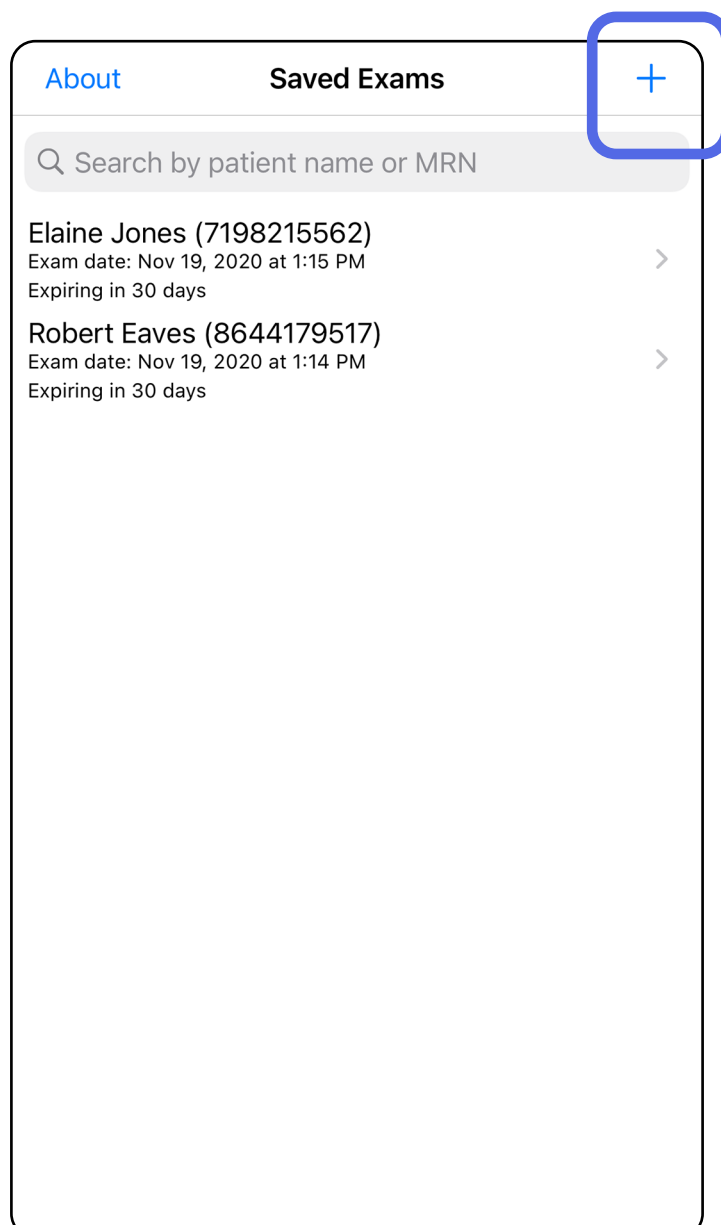 About Saved Exams +
Search by patient name or MRN
Elaine Jones (7198215562)
Exam date: Nov 19, 2020 at 1:15 PM
Expiring in 30 days
Robert Eaves (8644179517)
Exam date: Nov 19, 2020 at 1:14 PM
Expiring in 30 days